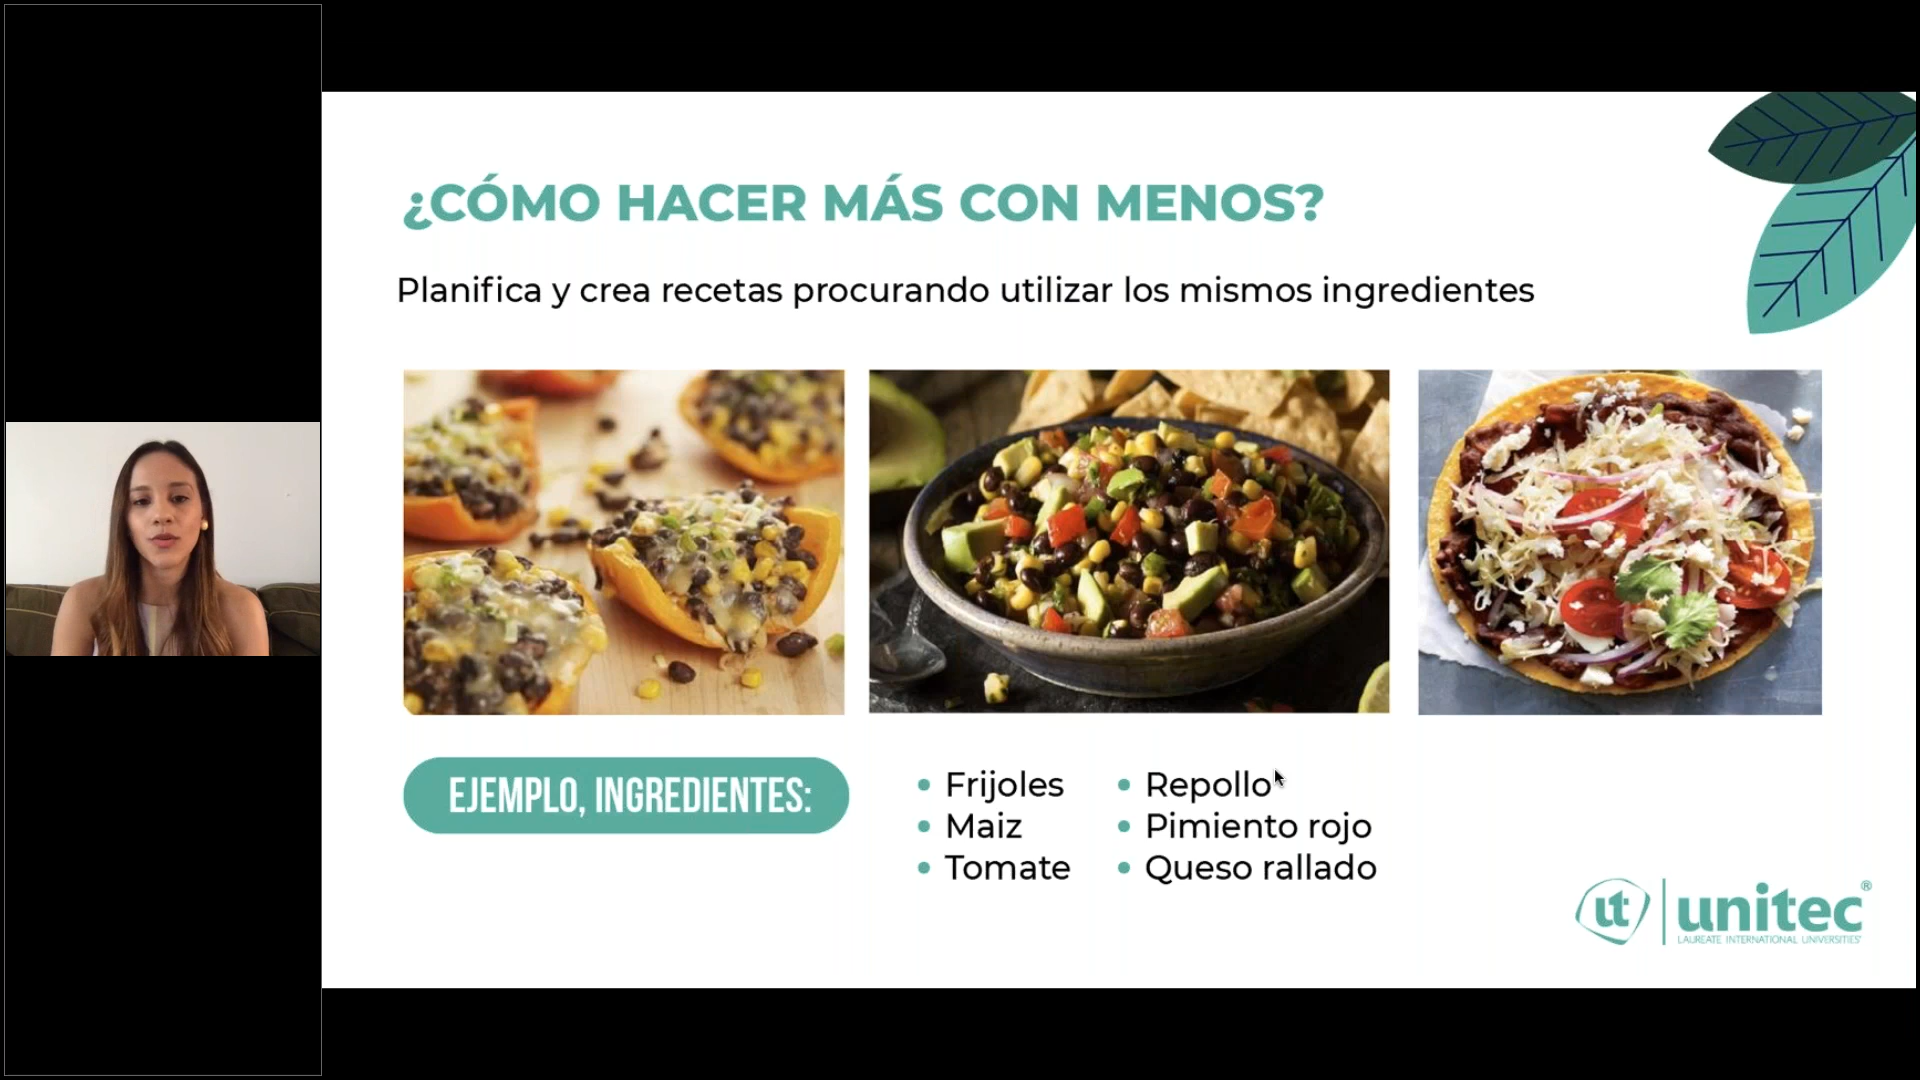 ¿CÓMO HACER MÁS CON MENOS?
Planifica y crea recetas procurando utilizar los mismos ingredientes
EJEMPLO, INGREDIENTES:
• Frijoles
• Maiz
• Tomate
• Repollo
• Pimiento rojo
• Queso rallado
ut unitec®
LAUREATE INTERNATIONAL UNIVERSITIES